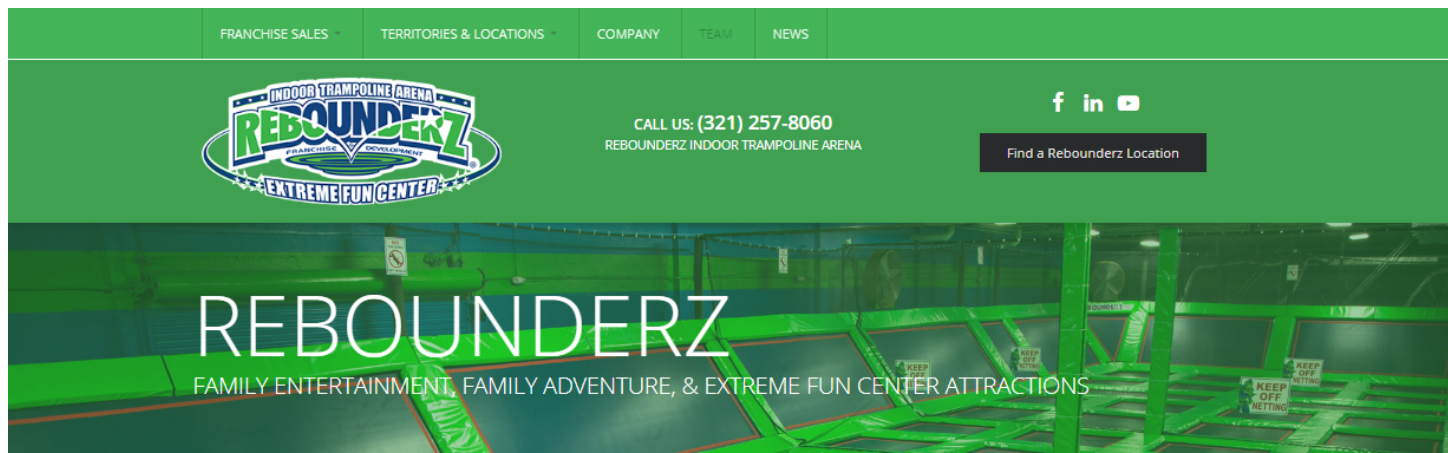 FRANCHISE SALES
TERRITORIES & LOCATIONS
COMPANY
TEAM
NEWS
INDOOR TRAMPOLINE ARENA
REBOUNDERZ
FRANCHISE DEVELOPMENT
EXTREME FUN CENTER
CALL US: (321) 257-8060
REBOUNDERZ INDOOR TRAMPOLINE ARENA
Find a Rebounderz Location
REBOUNDERZ
FAMILY ENTERTAINMENT, FAMILY ADVENTURE, & EXTREME FUN CENTER ATTRACTIONS
KEEP
OFF
NETTING
KEEP
OFF
NETTING
KEEP
OFF
KEEP
OFF
NETTING